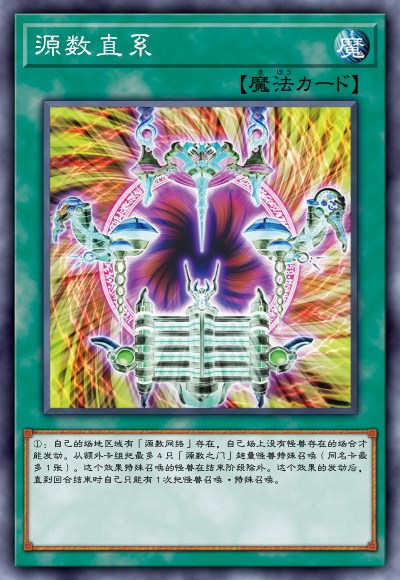 源数直系
魔
【魔法カード】
まほう
①：自己的场地区域有「源数网络」存在，自己场上没有怪兽存在的场合才
能发动。从额外卡组把最多４只「源数之门」超量怪兽特殊召唤（同名卡最
多１张）。这个效果特殊召唤的怪兽在结束阶段除外。这个效果的发动后，
直到回合结束时自己只能有１次把怪兽召唤·特殊召唤。